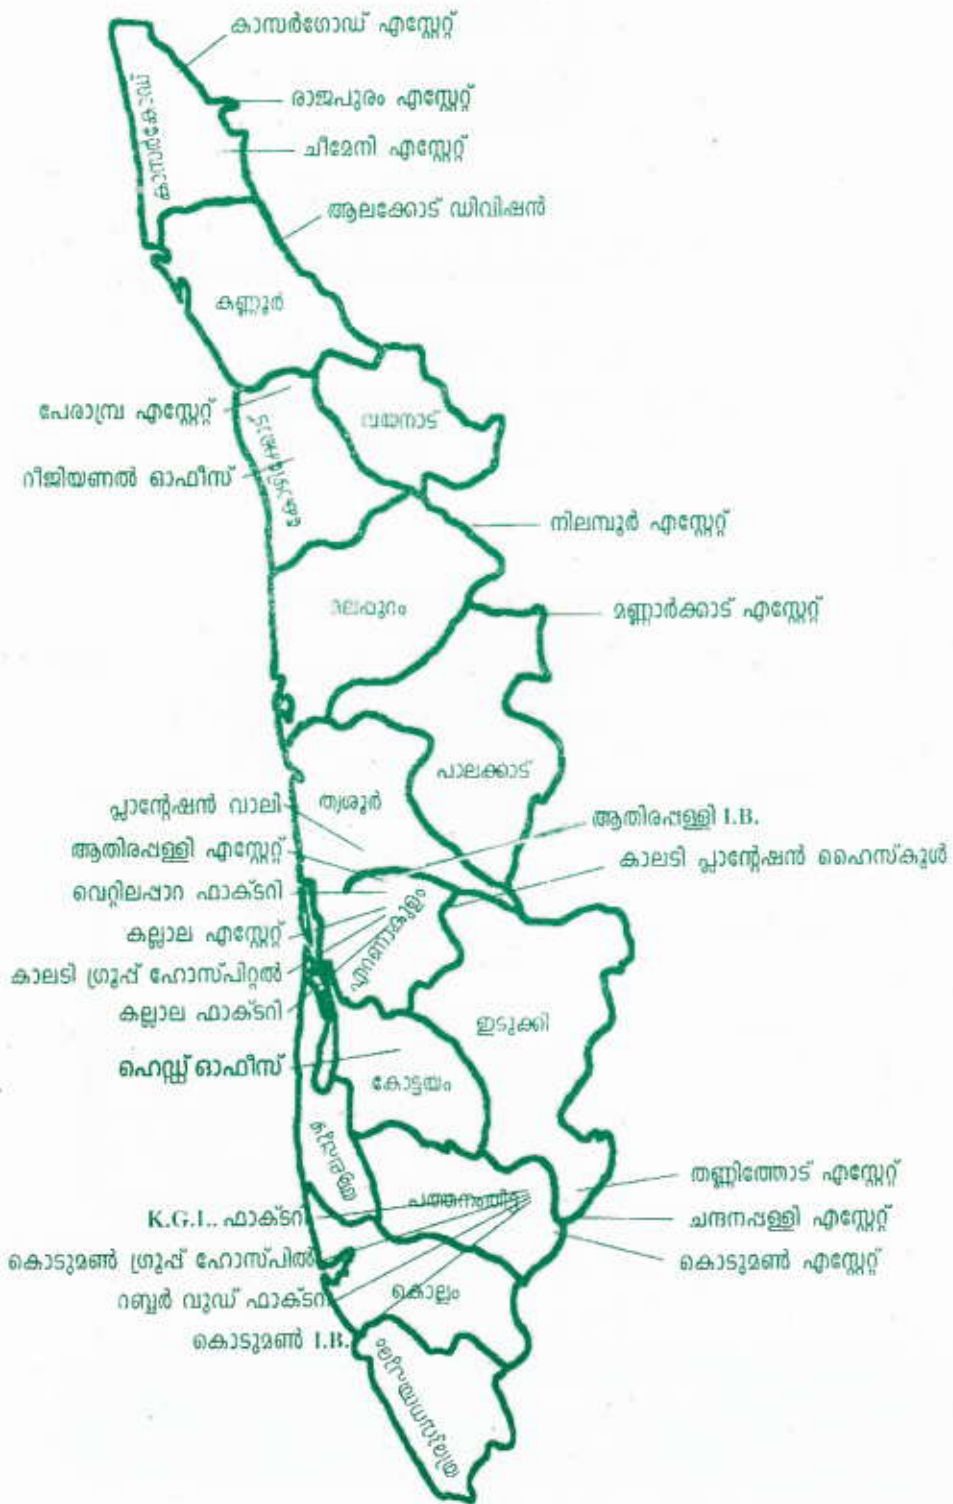 കാസർഗോഡ് എസ്റ്റേറ്റ്
രാജപുരം എസ്റ്റേറ്റ്
ചീമേനി എസ്റ്റേറ്റ്
കാസർകോഡ്
ആലക്കോട് ഡിവിഷൻ
കണ്ണൂർ
പേരാമ്പ്ര എസ്റ്റേറ്റ്
വയനാട്
റീജിയണൽ ഓഫീസ്
കോഴിക്കോട്
നിലമ്പൂർ എസ്റ്റേറ്റ്
മലപ്പുറം
മണ്ണാർക്കാട് എസ്റ്റേറ്റ്
പാലക്കാട്
തൃശൂർ
പ്ലാന്റേഷൻ വാലി
ആതിരപ്പള്ളി I.B.
ആതിരപ്പള്ളി എസ്റ്റേറ്റ്
കാലടി പ്ലാന്റേഷൻ ഹൈസ്കൂൾ
വെറ്റിലപ്പാറ ഫാക്ടറി
കല്ലാല എസ്റ്റേറ്റ്
എറണാകുളം
കാലടി ഗ്രൂപ്പ് ഹോസ്പിറ്റൽ
കല്ലാല ഫാക്ടറി
ഇടുക്കി
ഹെഡ്ഡ് ഓഫീസ്
കോട്ടയം
തണ്ണിത്തോട് എസ്റ്റേറ്റ്
പത്തനംതിട്ട
K.G.L. ഫാക്ടറി
ചന്ദനപ്പള്ളി എസ്റ്റേറ്റ്
കൊടുമൺ ഗ്രൂപ്പ് ഹോസ്പിൽ
കൊടുമൺ എസ്റ്റേറ്റ്
റബ്ബർ വുഡ് ഫാക്ടറി
കൊല്ലം
കൊടുമൺ I.B.